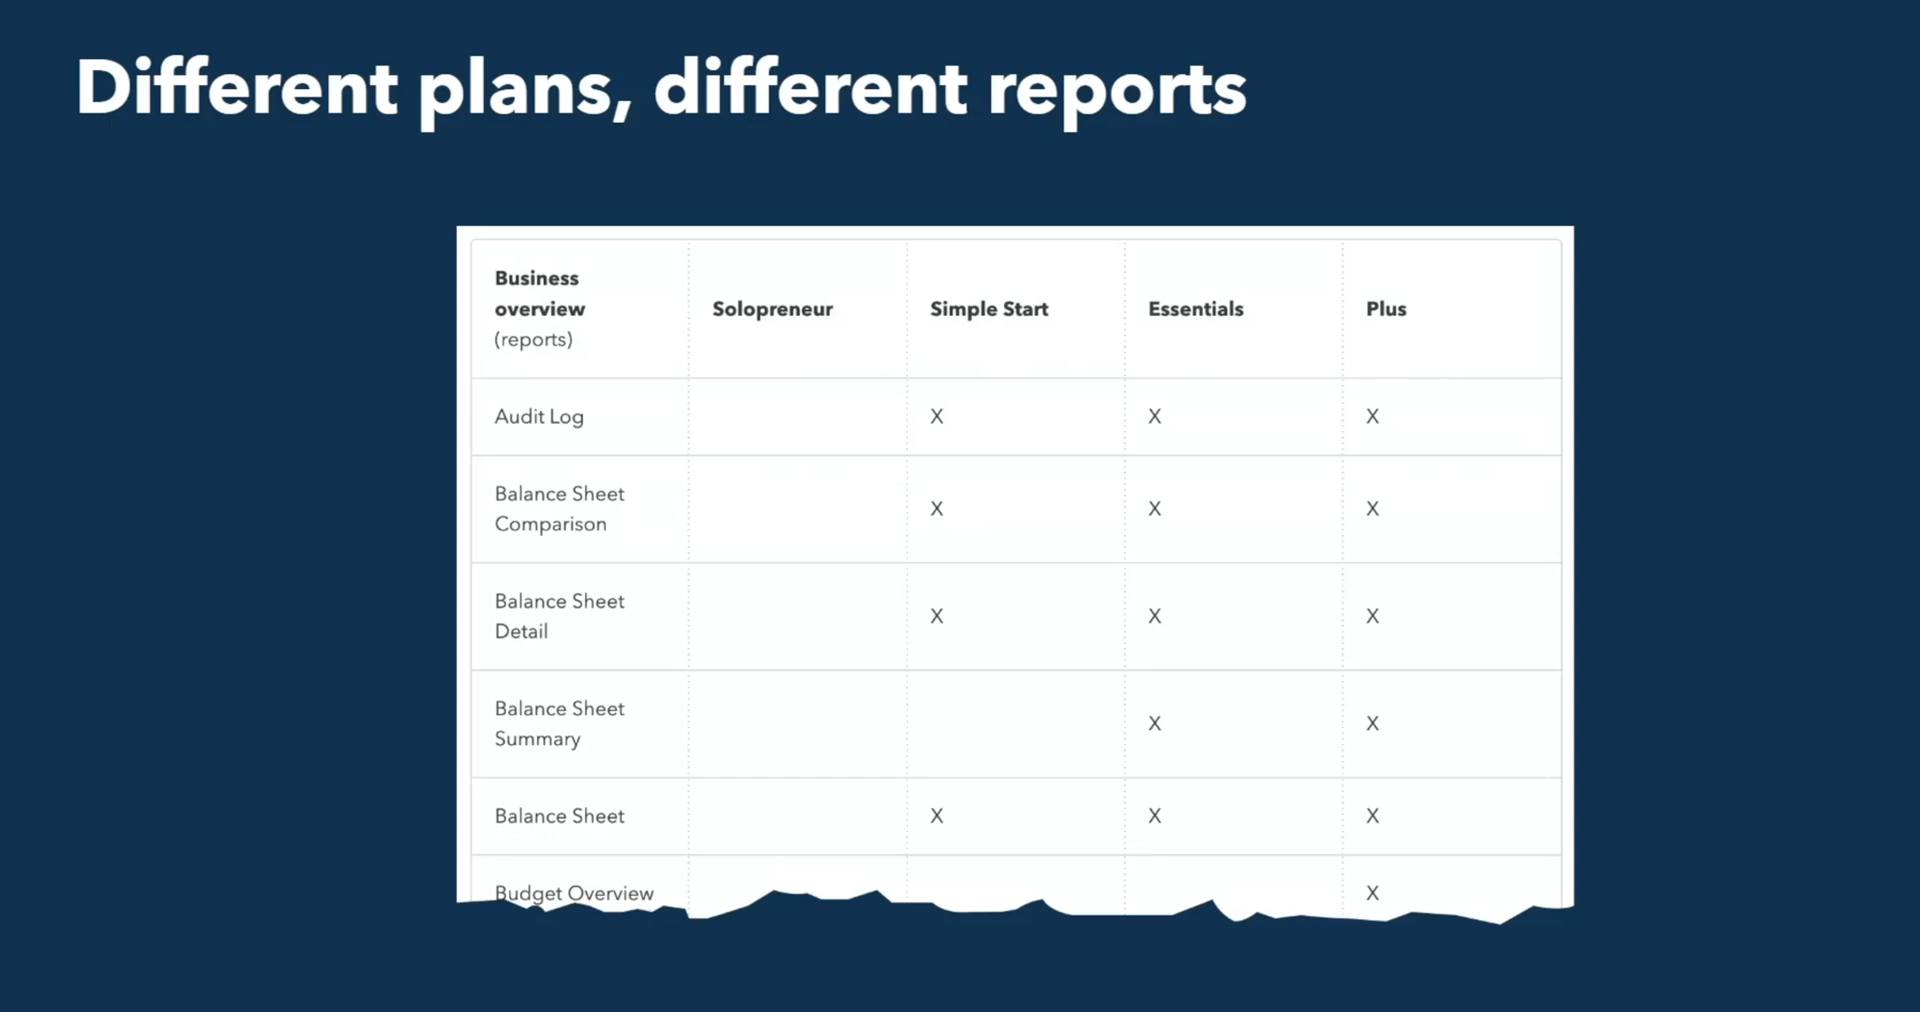 Different plans, different reports
Business
overview
(reports)
Solopreneur
Simple Start
Essentials
Plus
Audit Log
X
X
X
Balance Sheet
Comparison
X
X
X
Balance Sheet
Detail
X
X
X
Balance Sheet
Summary
X
X
Balance Sheet
X
X
X
Budget Overview
X